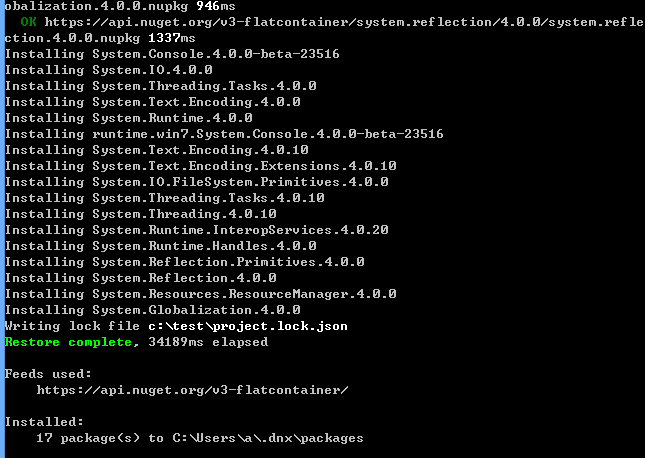 obalization.4.0.0.nupkg 946ms
OK https://api.nuget.org/v3-flatcontainer/system.reflection/4.0.0/system.refle
ction.4.0.0.nupkg 1337ms
Installing System.Console.4.0.0-beta-23516
Installing System.IO.4.0.0
Installing System.Threading.Tasks.4.0.0
Installing System.Text.Encoding.4.0.0
Installing System.Runtime.4.0.0
Installing runtime.win7.System.Console.4.0.0-beta-23516
Installing System.Text.Encoding.4.0.10
Installing System.Text.Encoding.Extensions.4.0.10
Installing System.IO.FileSystem.Primitives.4.0.0
Installing System.Threading.Tasks.4.0.10
Installing System.Threading.4.0.10
Installing System.Runtime.InteropServices.4.0.20
Installing System.Runtime.Handles.4.0.0
Installing System.Reflection.Primitives.4.0.0
Installing System.Reflection.4.0.0
Installing System.Resources.ResourceManager.4.0.0
Installing System.Globalization.4.0.0
Writing lock file c:\test\project.lock.json
Restore complete, 34189ms elapsed
Feeds used:
https://api.nuget.org/v3-flatcontainer/
Installed:
17 package(s) to C:\Users\a\.dnx\packages